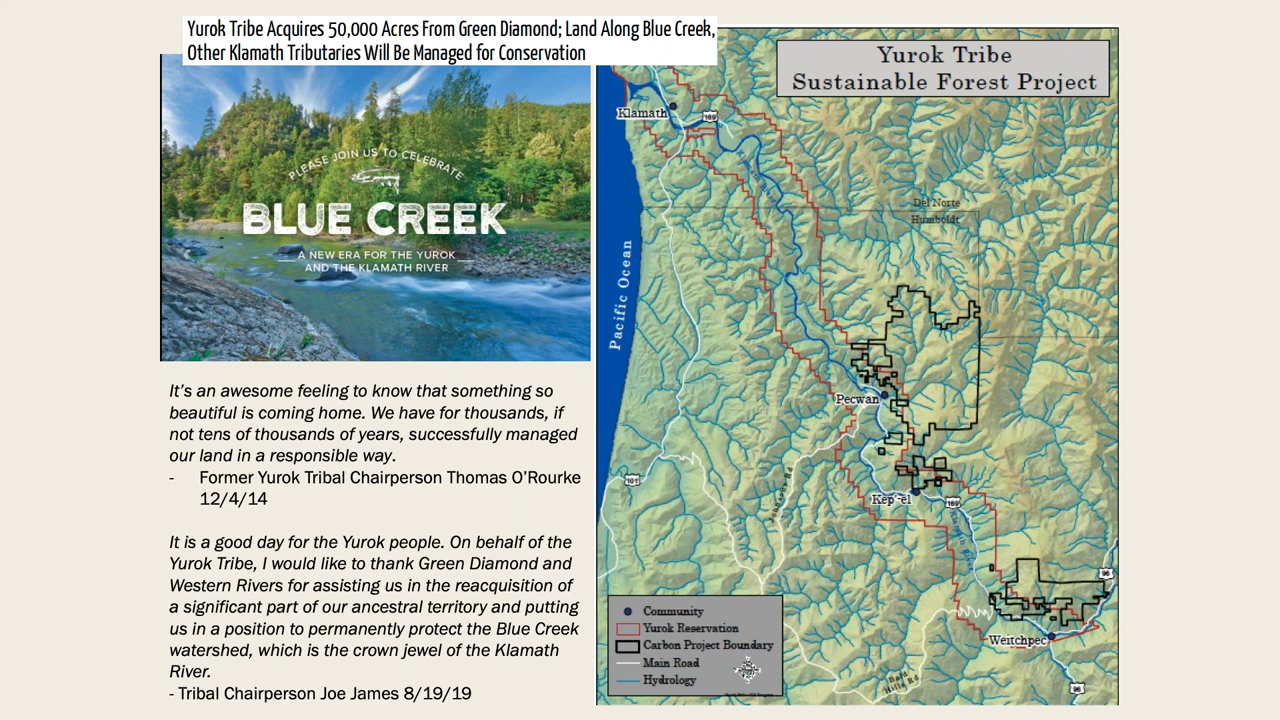 Yurok Tribe Acquires 50,000 Acres From Green Diamond; Land Along Blue Creek,
Other Klamath Tributaries Will Be Managed for Conservation
PLEASE JOIN US TO CELEBRATE
BLUE CREEK
A NEW ERA FOR THE YUROK
AND THE KLAMATH RIVER
It's an awesome feeling to know that something so
beautiful is coming home. We have for thousands, if
not tens of thousands of years, successfully managed
our land in a responsible way.
- Former Yurok Tribal Chairperson Thomas O'Rourke
12/4/14
It is a good day for the Yurok people. On behalf of the
Yurok Tribe, I would like to thank Green Diamond and
Western Rivers for assisting us in the reacquisition of
a significant part of our ancestral territory and putting
us in a position to permanently protect the Blue Creek
watershed, which is the crown jewel of the Klamath
River.
- Tribal Chairperson Joe James 8/19/19
Yurok Tribe
Sustainable Forest Project
Klamath
169
Del Norte
Humboldt
Pacific Ocean
Pecwan
101
169
96
Weitchpec
96
Bald
Hills Rd
Community
Yurok Reservation
Carbon Project Boundary
Main Road
Hydrology